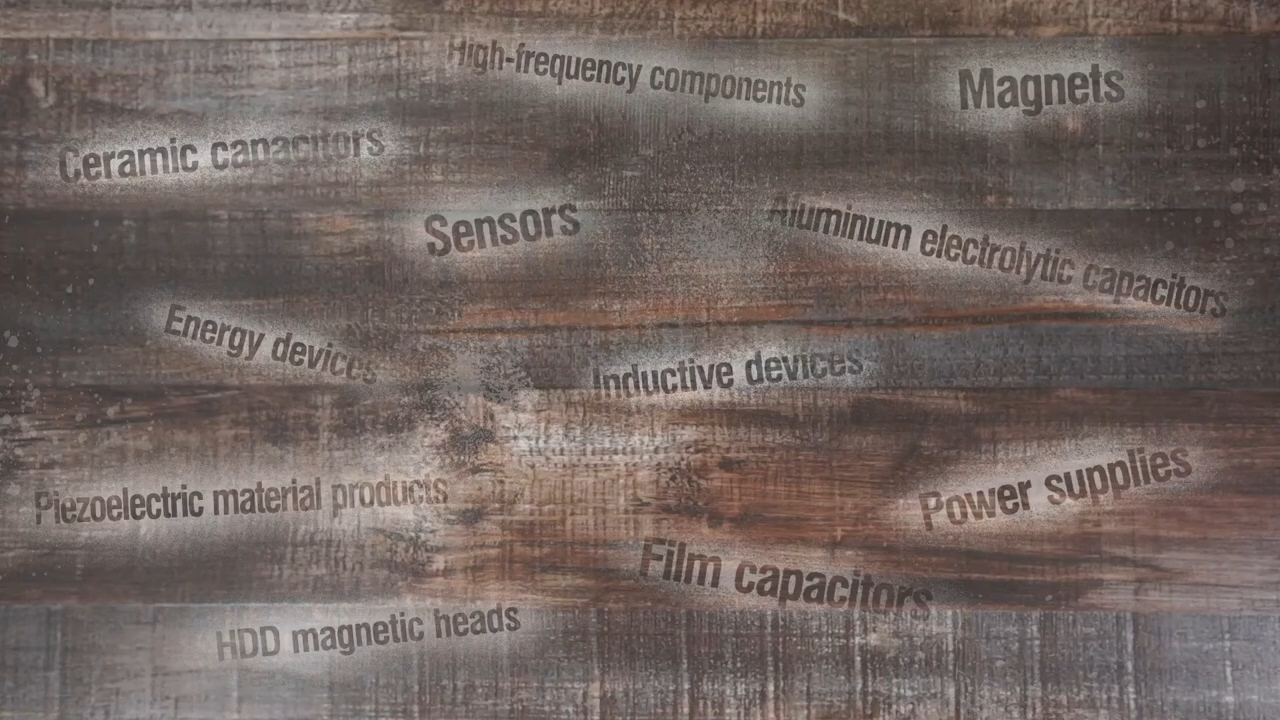 High-frequency components
Magnets
Ceramic capacitors
Sensors
Aluminum electrolytic capacitors
Energy devices
Inductive devices
Piezoelectric material products
Power supplies
Film capacitors
HDD magnetic heads